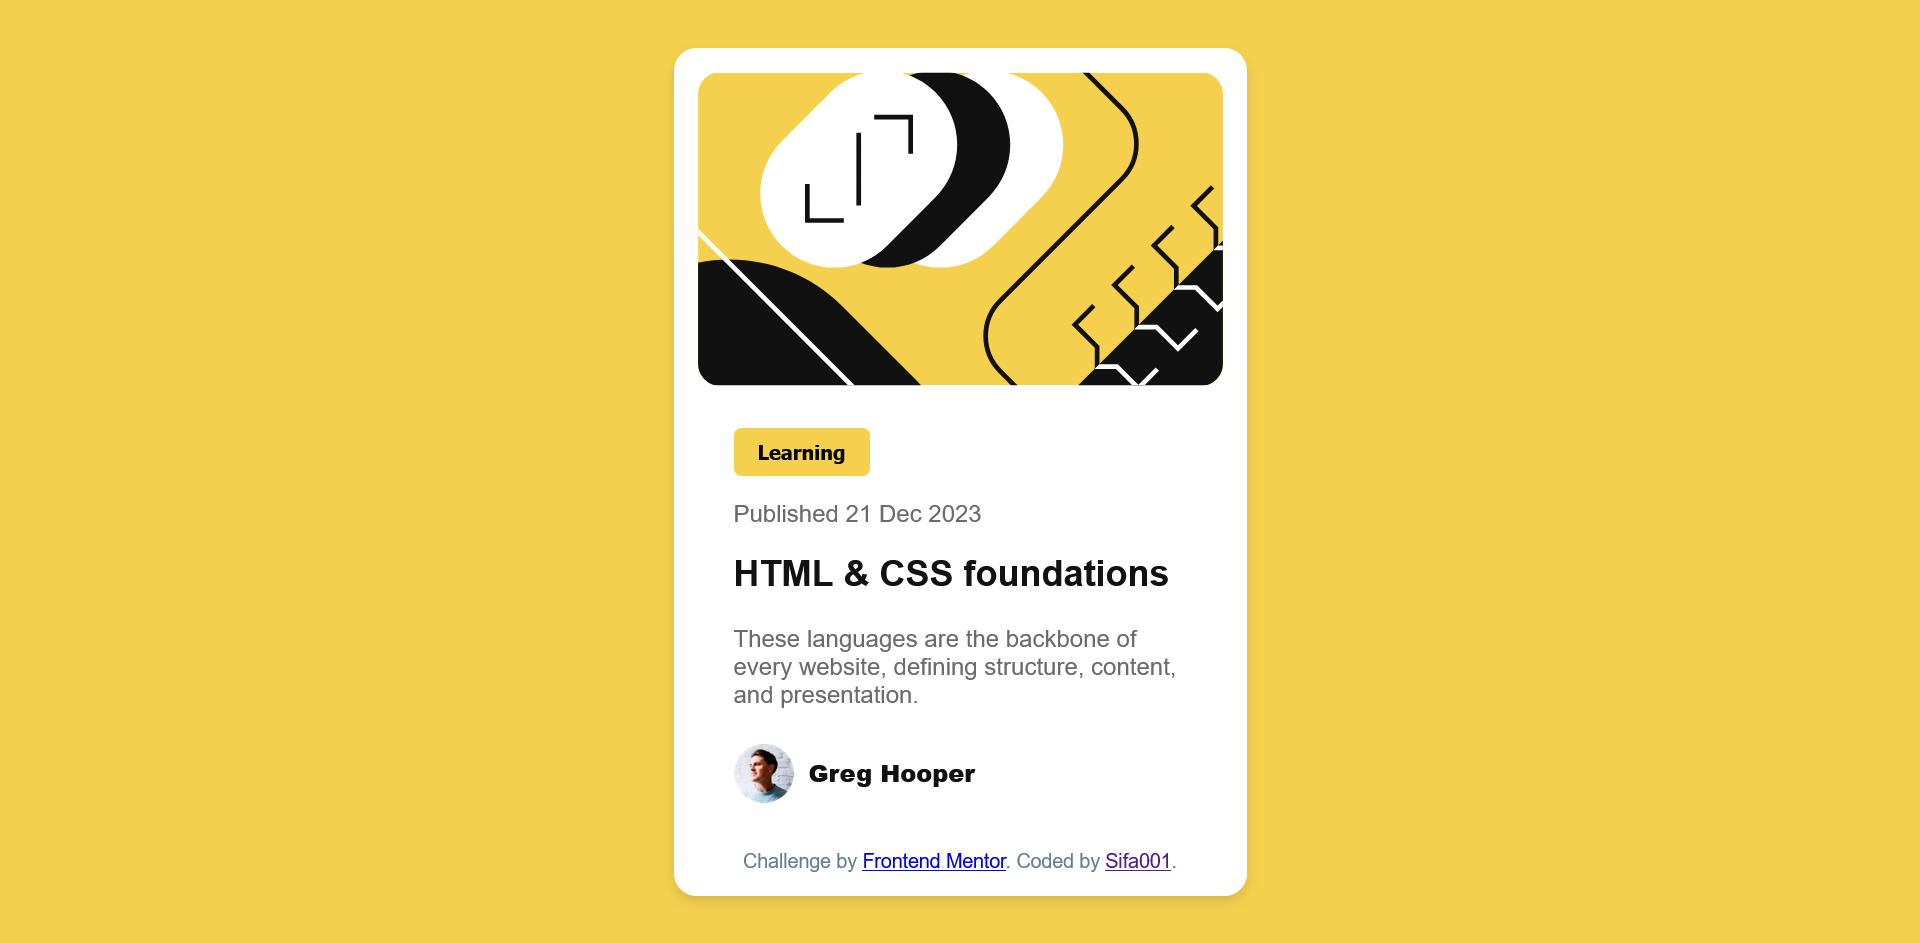 Learning
Published 21 Dec 2023
HTML & CSS foundations
These languages are the backbone of
every website, defining structure, content,
and presentation.
Greg Hooper
Challenge by Frontend Mentor. Coded by Sifa001.